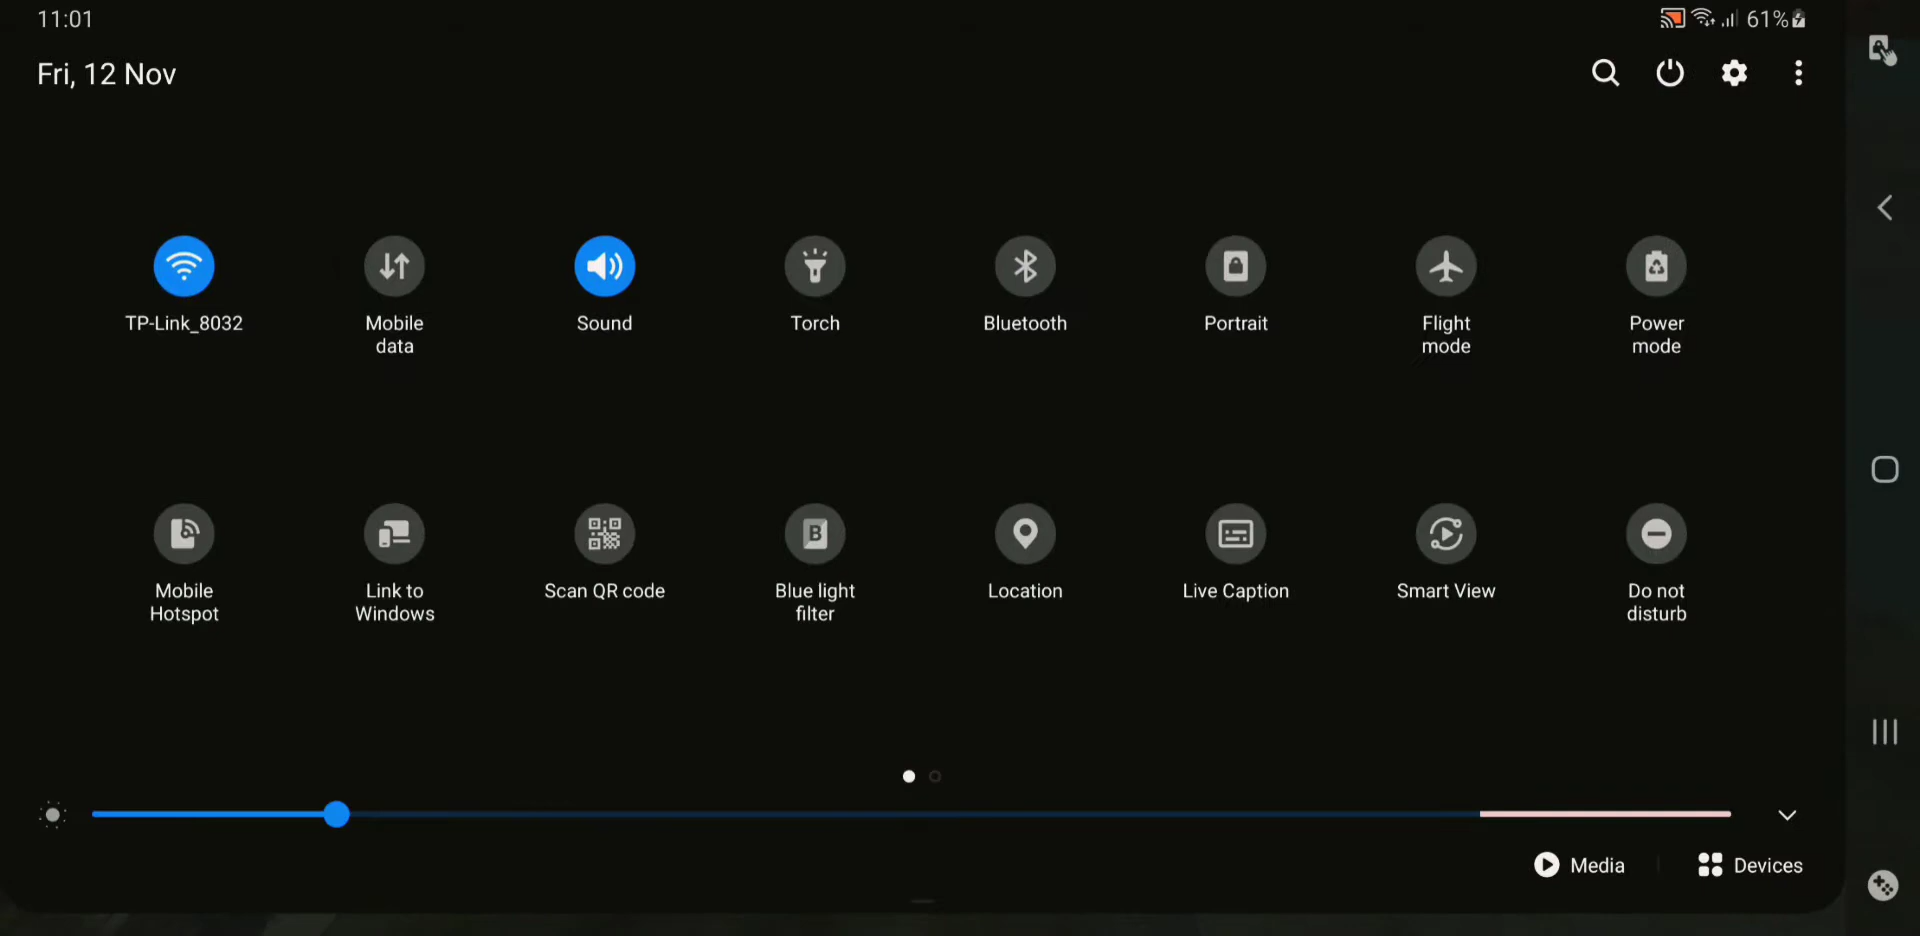 11:01
61%
Fri, 12 Nov
TP-Link_8032
Mobile
data
Sound
Torch
Bluetooth
Portrait
Flight
mode
Power
mode
Mobile
Hotspot
Link to
Windows
Scan QR code
B
Blue light
filter
Location
Live Caption
Smart View
Do not
disturb
Media
Devices